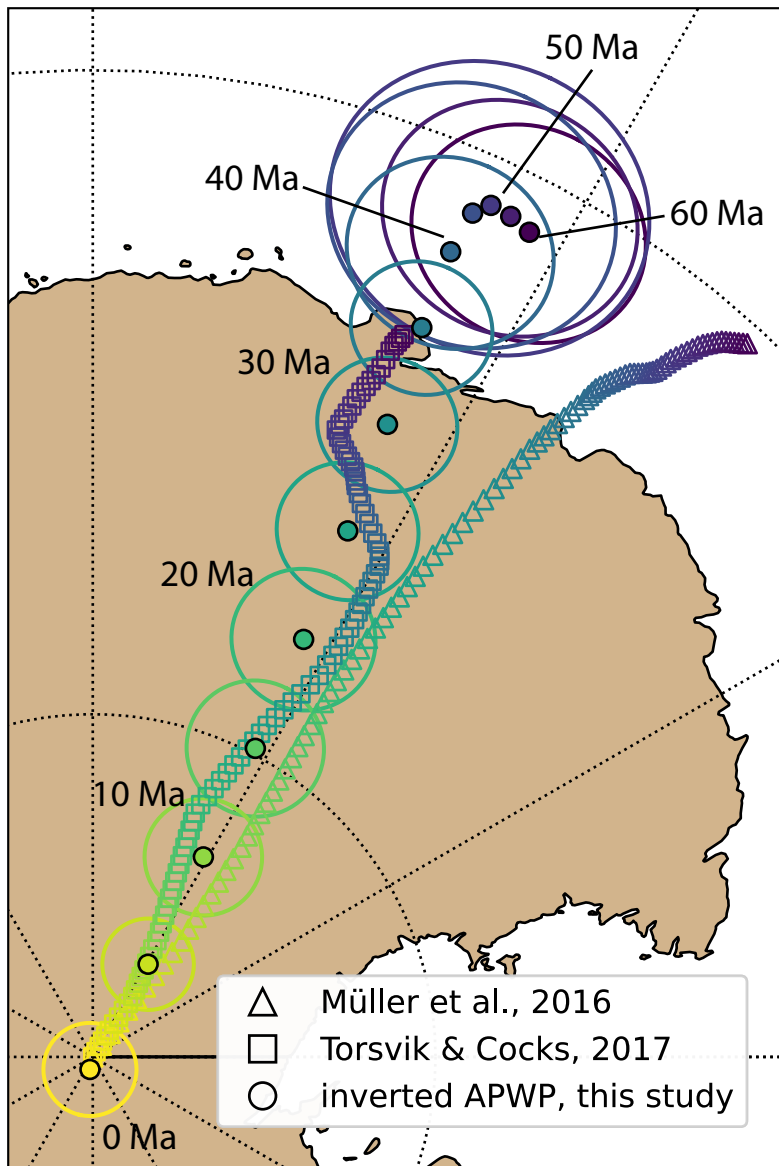 50 Ma
40 Ma
60 Ma
30 Ma
20 Ma
10 Ma
Müller et al., 2016
Torsvik & Cocks, 2017
inverted APWP, this study
0 Ma